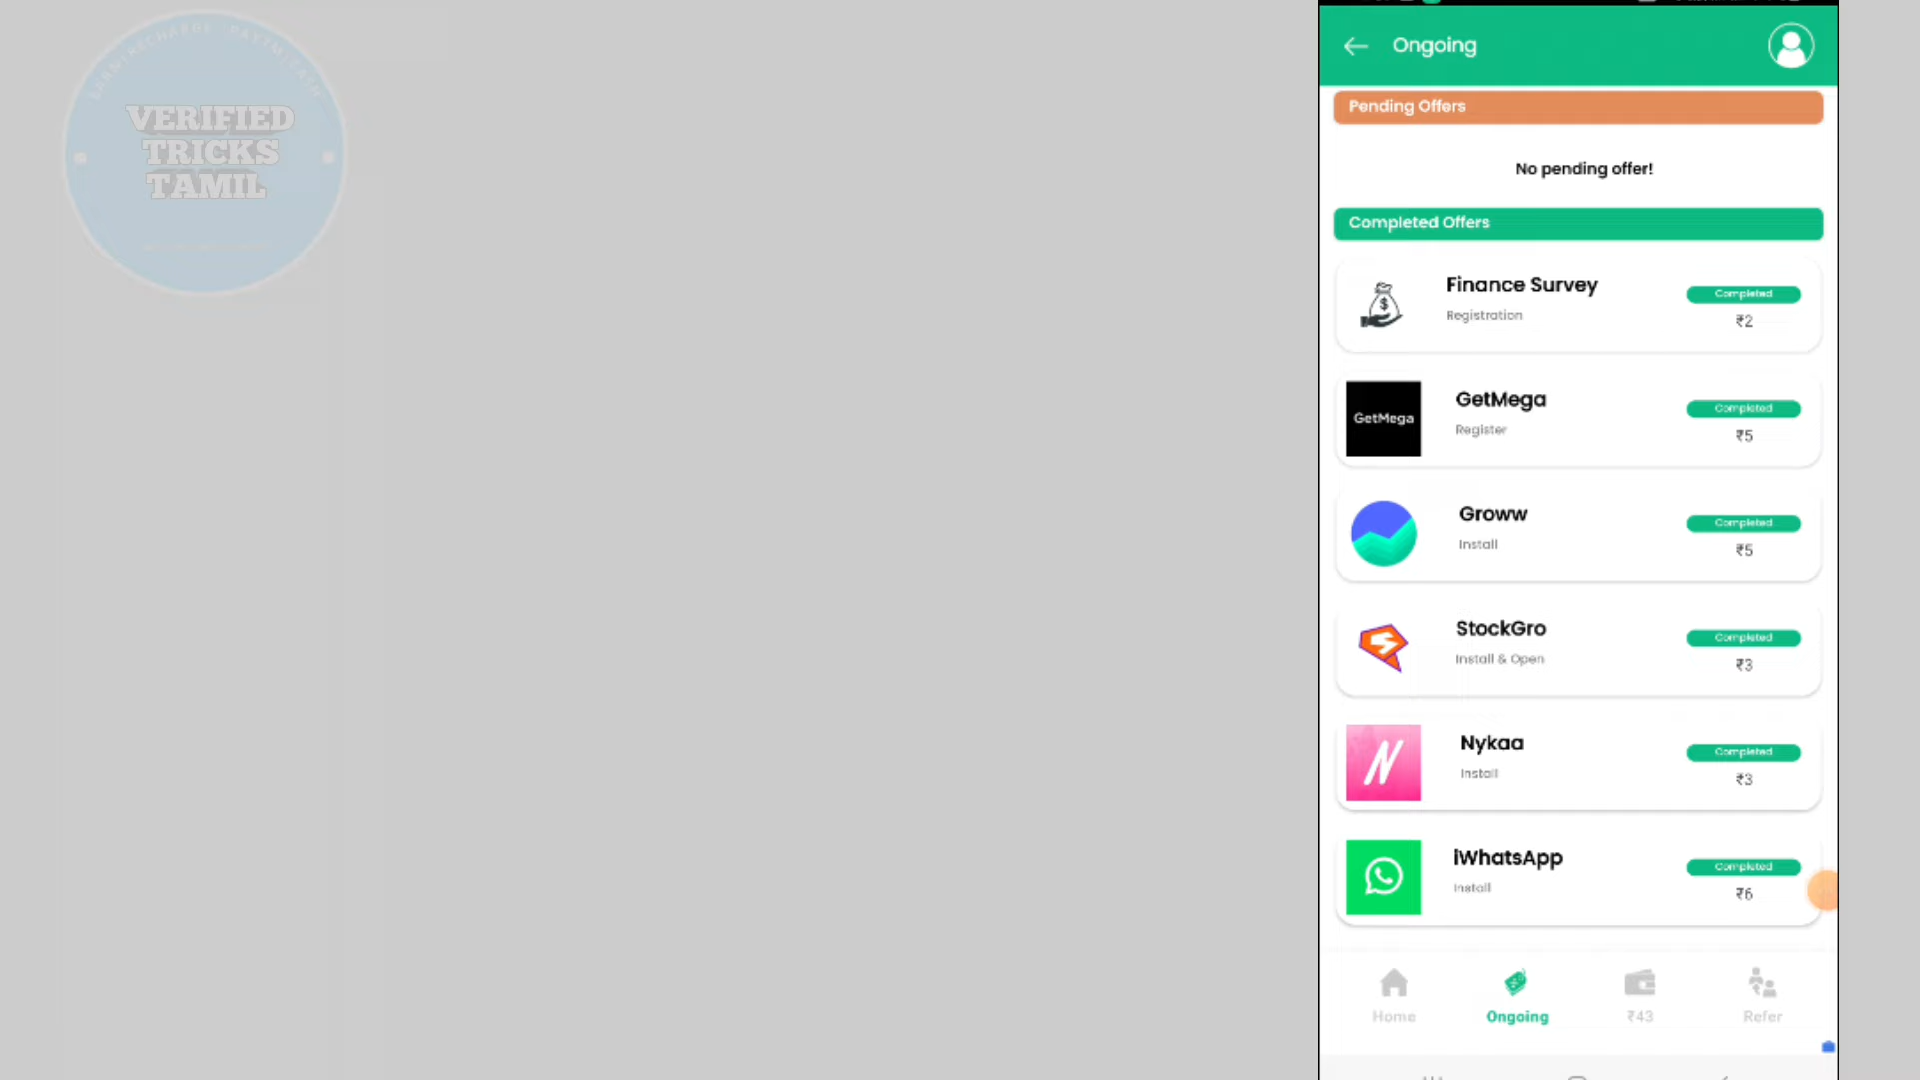 VERIFIED
TRICKS
TAMIL
Ongoing
Pending Offers
No pending offer!
Completed Offers
Finance Survey
Completed
Registration
₹2
GetMega
GetMega
Completed
Register
₹5
Groww
Completed
Install
₹5
StockGro
Completed
Install & Open
₹3
Nykaa
Completed
Install
₹3
iWhatsApp
Completed
Install
₹6
Home
Ongoing
₹43
Refer